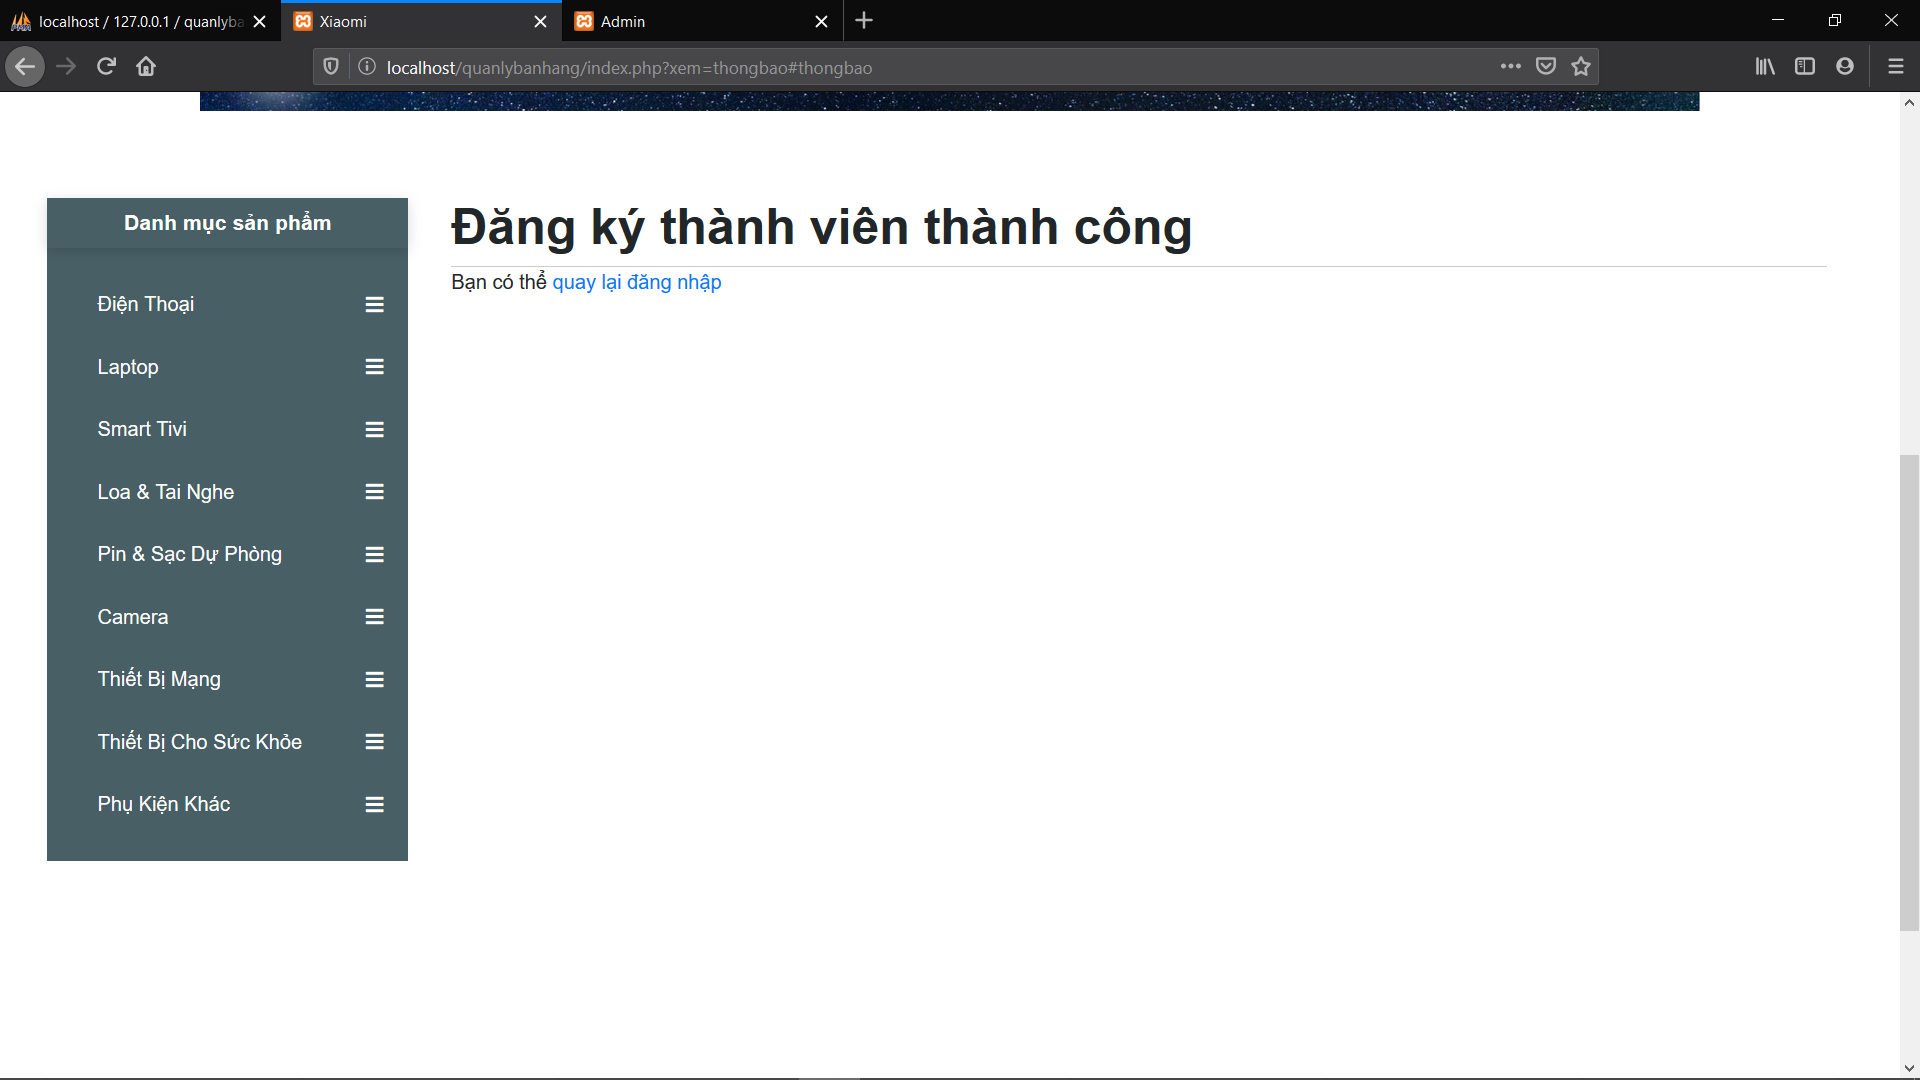 localhost / 127.0.0.1 / quanlyba
Xiaomi
Admin
localhost/quanlybanhang/index.php?xem=thongbao#thongbao
Danh mục sản phẩm
Điện Thoại
Laptop
Smart Tivi
Loa & Tai Nghe
Pin & Sạc Dự Phòng
Camera
Thiết Bị Mạng
Thiết Bị Cho Sức Khỏe
Phụ Kiện Khác
Đăng ký thành viên thành công
Bạn có thể quay lại đăng nhập